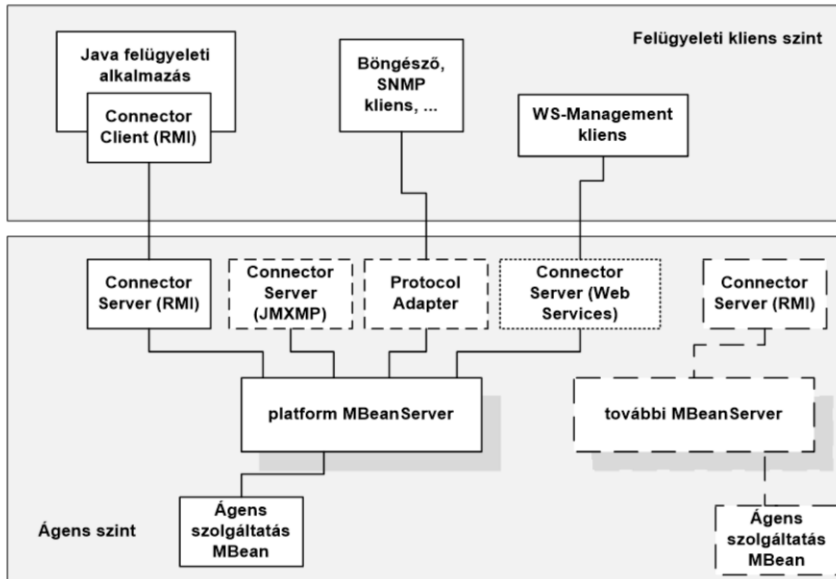 Felügyeleti kliens szint
Java felügyeleti
alkalmazás
Connector
Client (RMI)
Böngésző,
SNMP
kliens, ...
WS-Management
kliens
Connector
Server (RMI)
Connector
Server
(JMXMP)
Protocol
Adapter
Connector
Server (Web
Services)
Connector
Server (RMI)
platform MBeanServer
további MBeanServer
Ágens szint
Ágens
szolgáltatás
MBean
Ágens
szolgáltatás
MBean